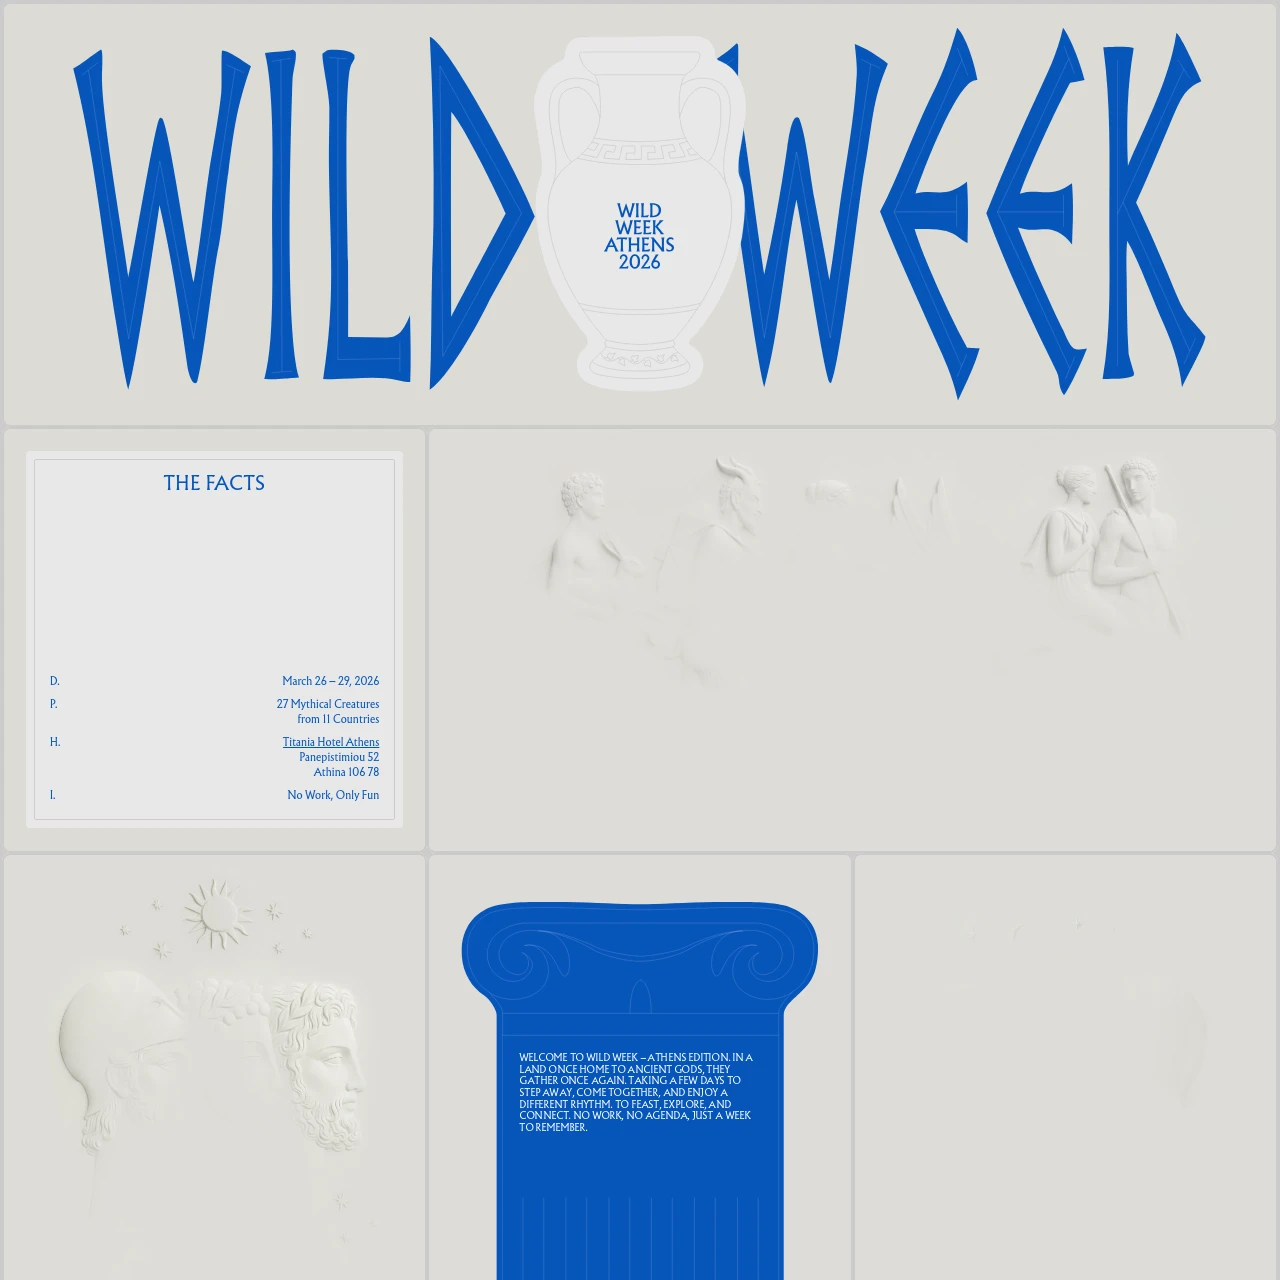 WILD WEEK
WILD
WEEK
ATHENS
2026
THE FACTS
D. March 26 – 29, 2026
P. 27 Mythical Creatures
from 11 Countries
H. Titania Hotel Athens
Panepistimiou 52
Athina 106 78
I. No Work, Only Fun
WELCOME TO WILD WEEK – ATHENS EDITION. IN A
LAND ONCE HOME TO ANCIENT GODS, THEY
GATHER ONCE AGAIN. TAKING A FEW DAYS TO
STEP AWAY, COME TOGETHER, AND ENJOY A
DIFFERENT RHYTHM. TO FEAST, EXPLORE, AND
CONNECT. NO WORK, NO AGENDA, JUST A WEEK
TO REMEMBER.